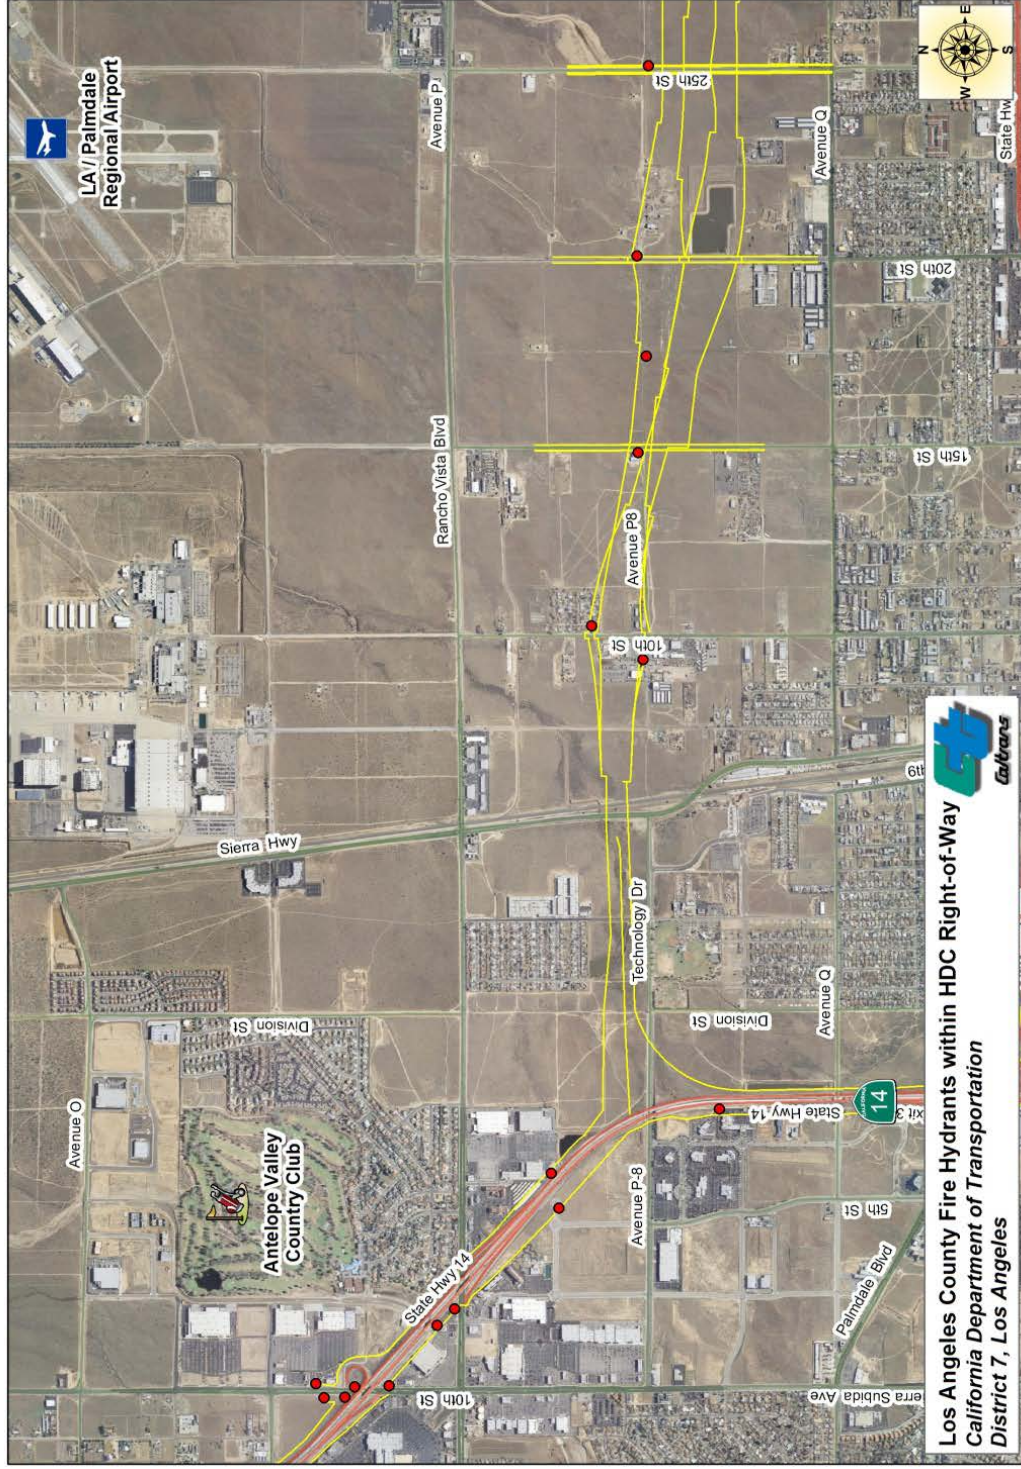 LA / Palmdale
Regional Airport
Avenue P
25th St
Avenue Q
N
W
E
S
State Hw
20th St
Rancho Vista Blvd
15th St
Avenue P8
10th St
Sierra Hwy
6th
Technology Dr
Division St
Division St
Avenue Q
Avenue O
Antelope Valley
Country Club
State Hwy 14
State Hwy 14
14
xit 3
Avenue P-8
5th St
Palmdale Blvd
10th St
erra Subida Ave
Los Angeles County Fire Hydrants within HDC Right-of-Way
California Department of Transportation
District 7, Los Angeles
Caltrans